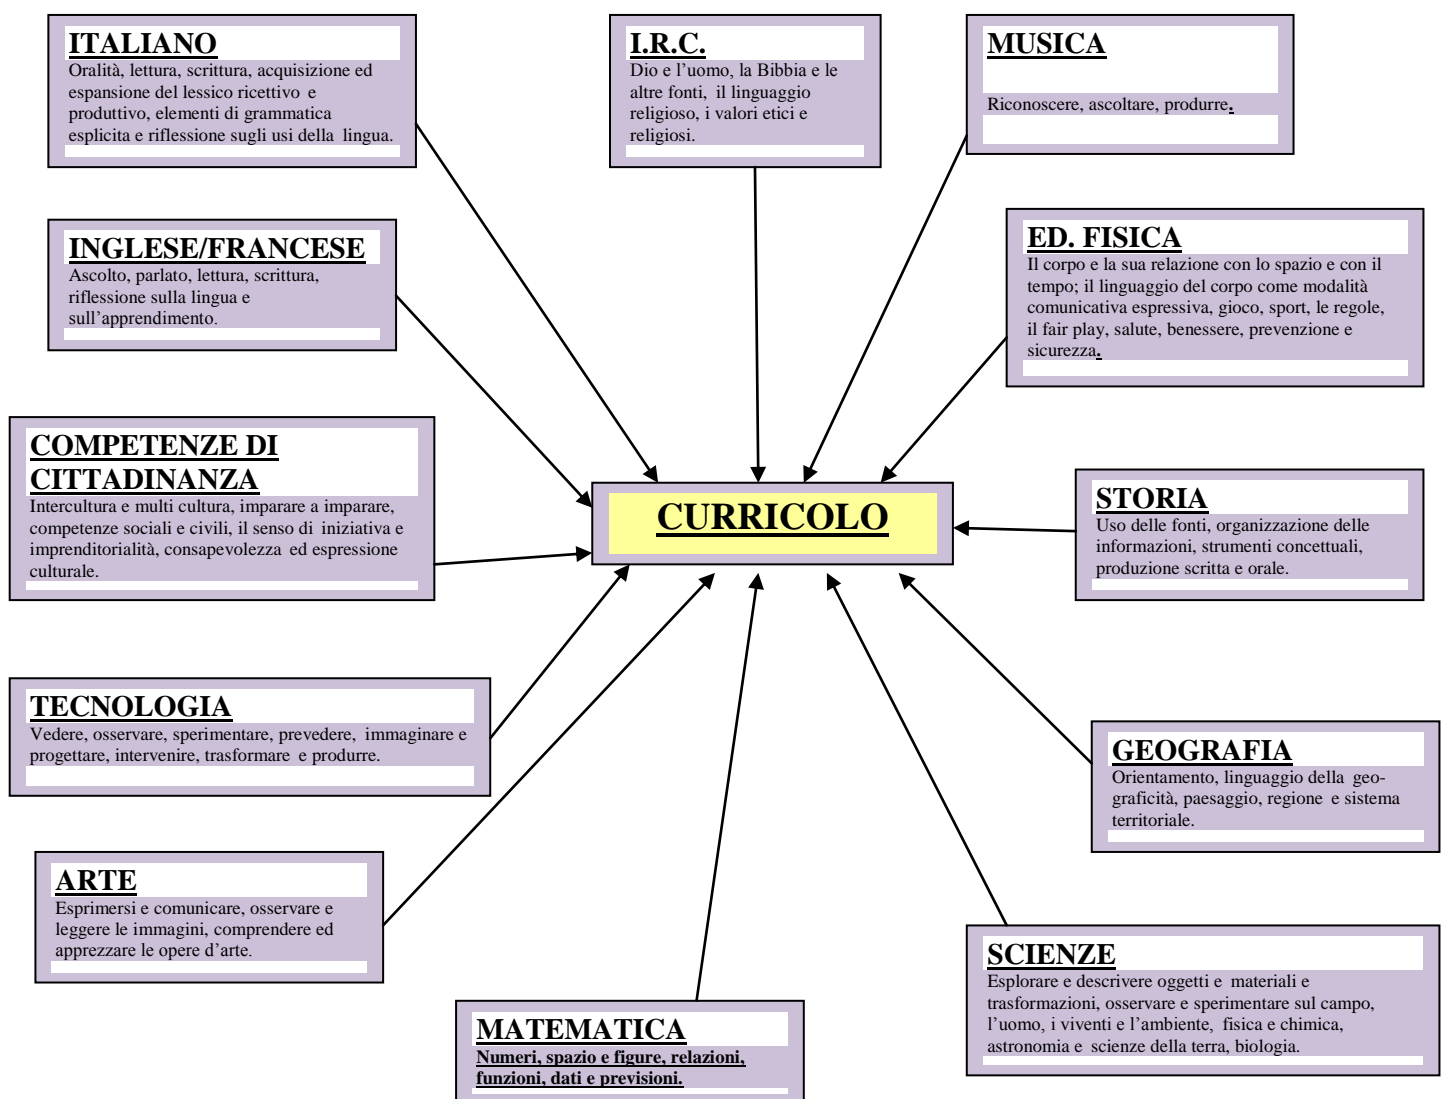 ITALIANO
Oralità, lettura, scrittura, acquisizione ed
espansione del lessico ricettivo e
produttivo, elementi di grammatica
esplicita e riflessione sugli usi della lingua.
I.R.C.
Dio e l’uomo, la Bibbia e le
altre fonti, il linguaggio
religioso, i valori etici e
religiosi.
MUSICA
Riconoscere, ascoltare, produrre.
INGLESE/FRANCESE
Ascolto, parlato, lettura, scrittura,
riflessione sulla lingua e
sull’apprendimento.
ED. FISICA
Il corpo e la sua relazione con lo spazio e con il
tempo; il linguaggio del corpo come modalità
comunicativa espressiva, gioco, sport, le regole,
il fair play, salute, benessere, prevenzione e
sicurezza.
COMPETENZE DI
CITTADINANZA
Intercultura e multi cultura, imparare a imparare,
competenze sociali e civili, il senso di iniziativa e
imprenditorialità, consapevolezza ed espressione
culturale.
CURRICOLO
STORIA
Uso delle fonti, organizzazione delle
informazioni, strumenti concettuali,
produzione scritta e orale.
TECNOLOGIA
Vedere, osservare, sperimentare, prevedere, immaginare e
progettare, intervenire, trasformare e produrre.
GEOGRAFIA
Orientamento, linguaggio della geo-
graficità, paesaggio, regione e sistema
territoriale.
ARTE
Esprimersi e comunicare, osservare e
leggere le immagini, comprendere ed
apprezzare le opere d’arte.
SCIENZE
Esplorare e descrivere oggetti e materiali e
trasformazioni, osservare e sperimentare sul campo,
l’uomo, i viventi e l’ambiente, fisica e chimica,
astronomia e scienze della terra, biologia.
MATEMATICA
Numeri, spazio e figure, relazioni,
funzioni, dati e previsioni.